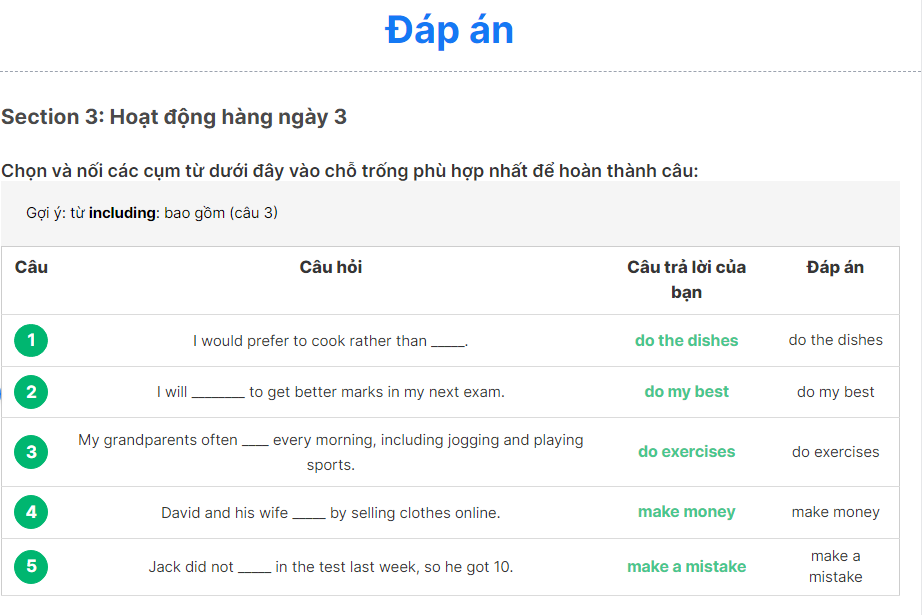 Đáp án
Section 3: Hoạt động hàng ngày 3
Chọn và nối các cụm từ dưới đây vào chỗ trống phù hợp nhất để hoàn thành câu:
Gợi ý: từ including: bao gồm (câu 3)
Câu Câu hỏi Câu trả lời của Đáp án
bạn
1 I would prefer to cook rather than _____. do the dishes do the dishes
2 I will ________ to get better marks in my next exam. do my best do my best
My grandparents often ____ every morning, including jogging and playing
3 do exercises do exercises
sports.
4 David and his wife _____ by selling clothes online. make money make money
5 Jack did not _____ in the test last week, so he got 10. make a mistake make a
mistake